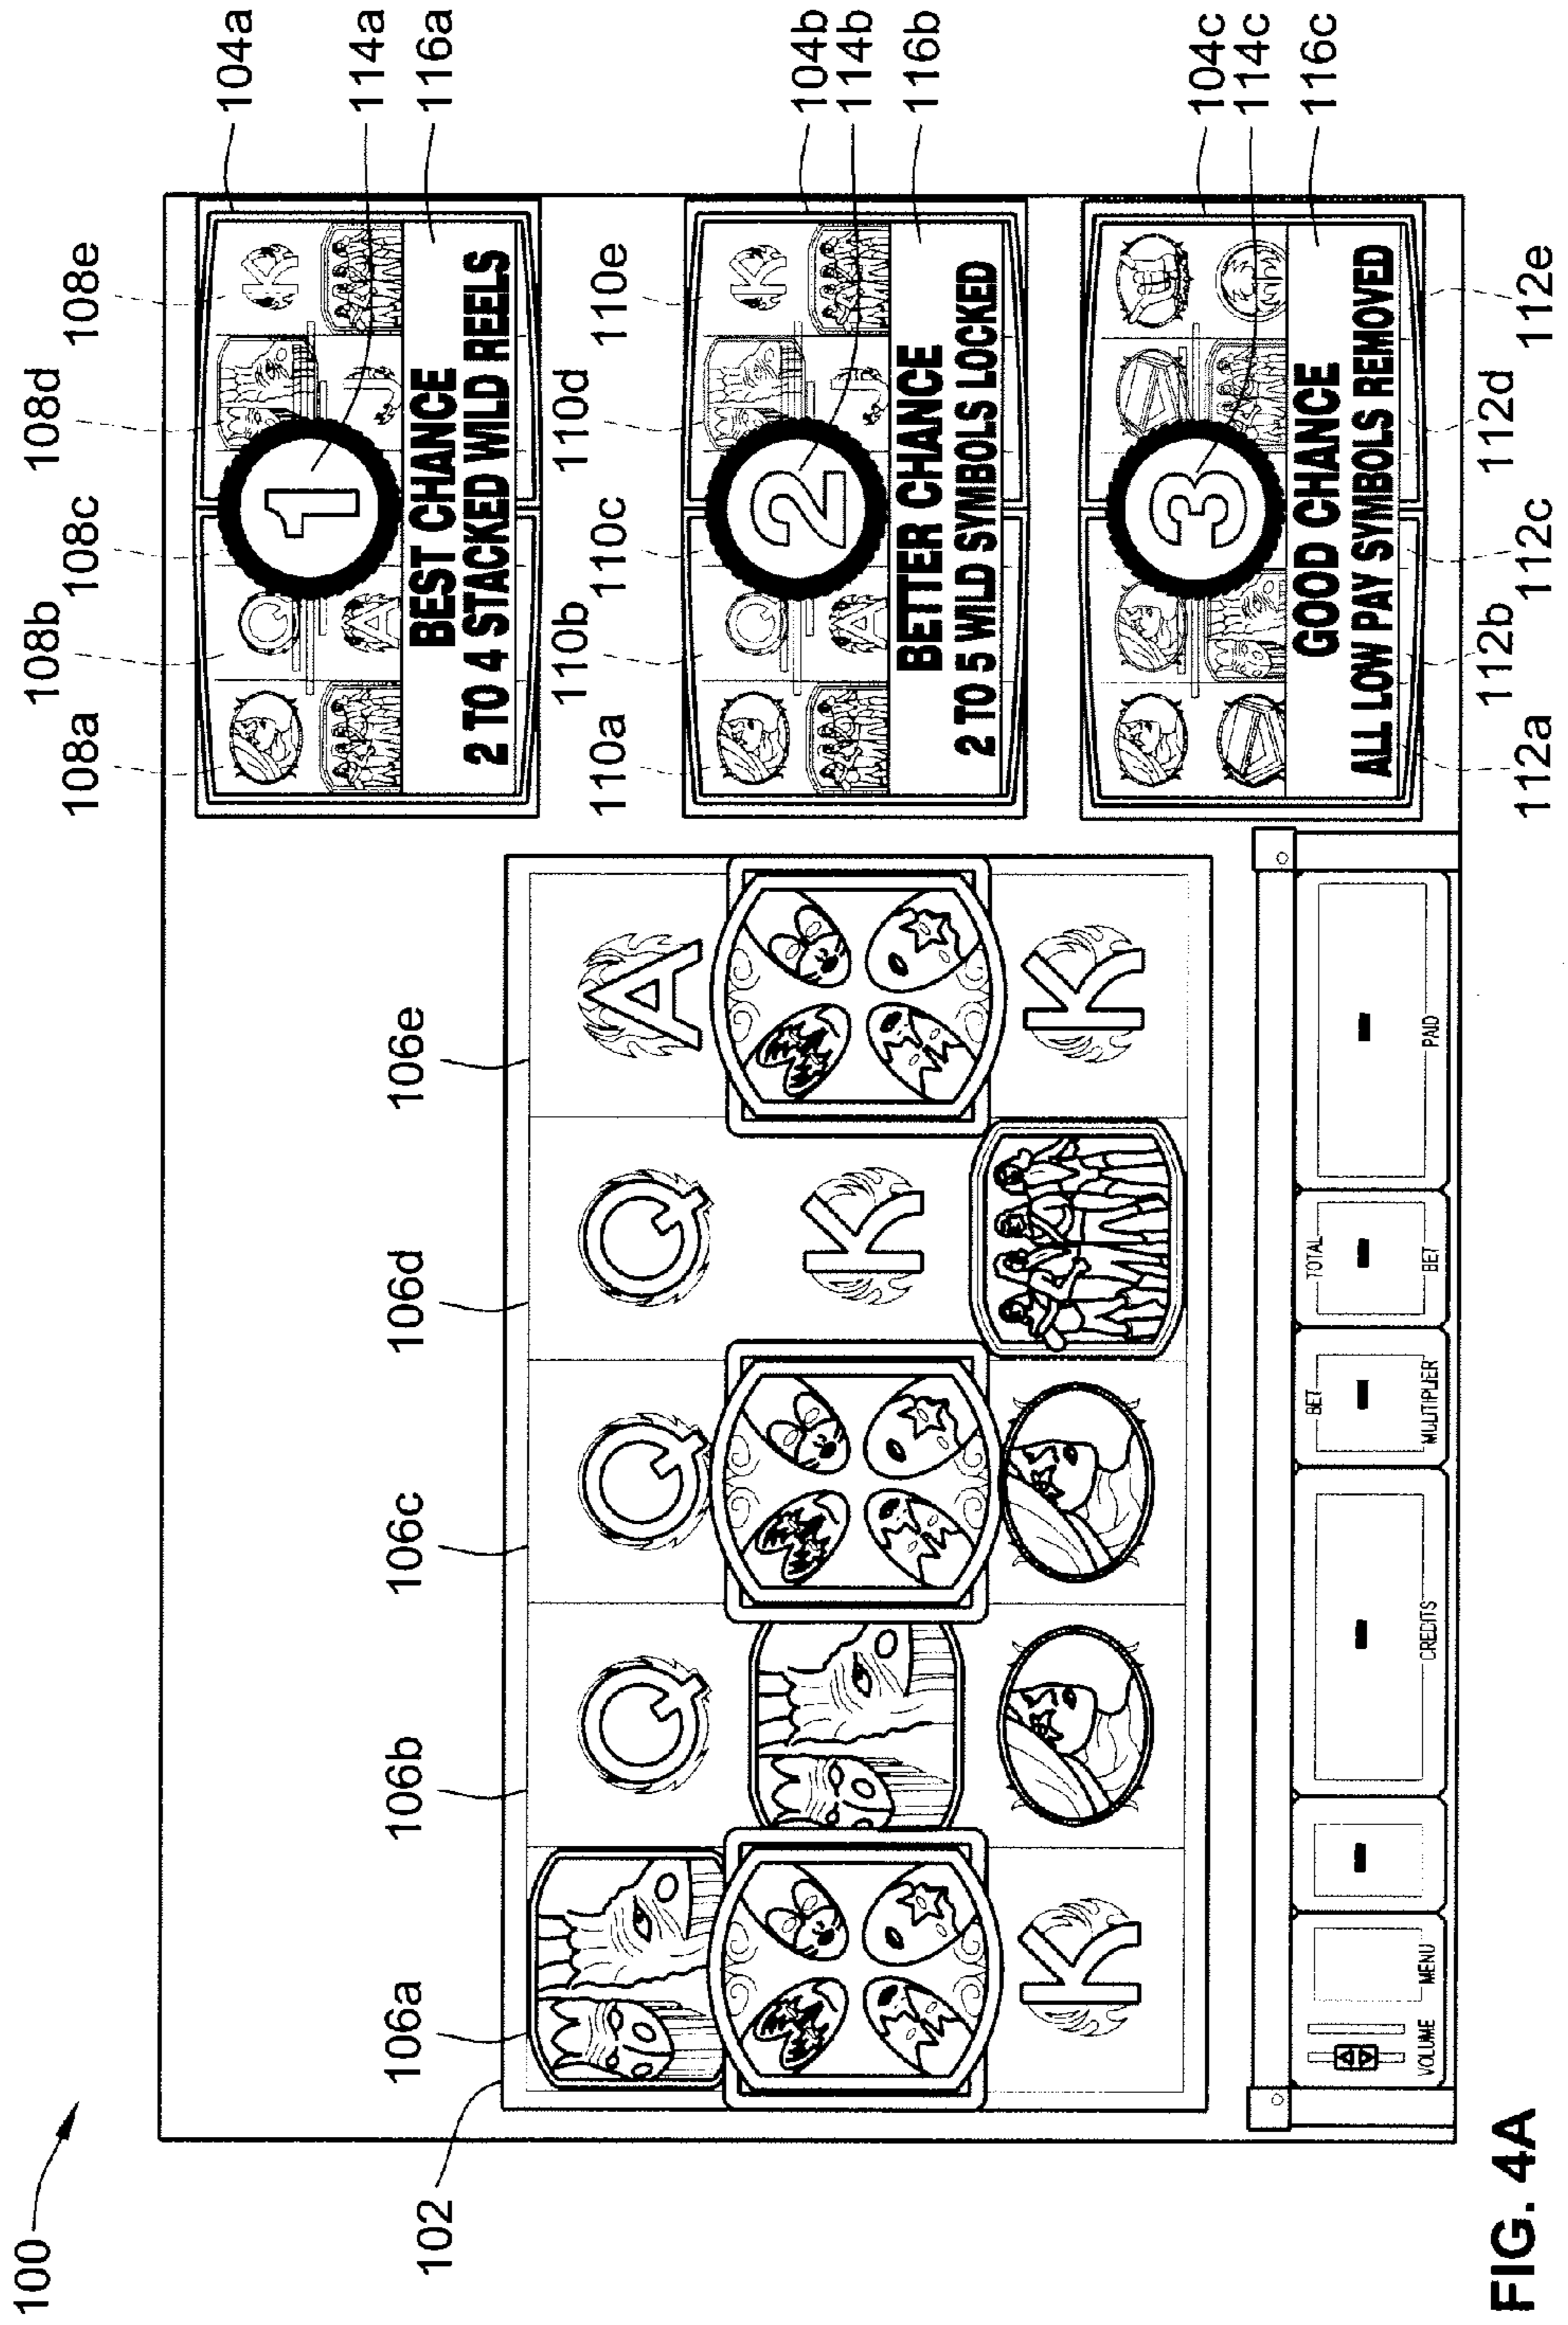 100
102
106a
106b
106c
106d
106e
Q
Q
Q
A
K
K
K
108a
108b
108c
108d
108e
104a
114a
116a
Q
K
A
J
1
BEST CHANCE
2 TO 4 STACKED WILD REELS
110a
110b
110c
110d
110e
104b
114b
116b
Q
K
A
J
2
BETTER CHANCE
2 TO 5 WILD SYMBOLS LOCKED
104c
114c
116c
3
GOOD CHANCE
ALL LOW PAY SYMBOLS REMOVED
112a
112b
112c
112d
112e
VOLUME
MENU
CREDITS
BET
MULTIPLIER
TOTAL
BET
PAID
FIG. 4A